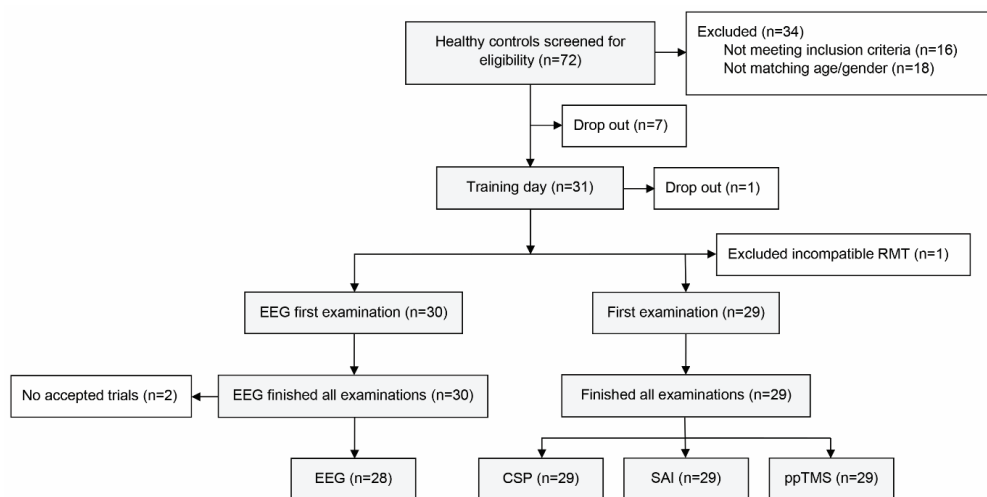 Healthy controls screened for
eligibility (n=72)
Excluded (n=34)
Not meeting inclusion criteria (n=16)
Not matching age/gender (n=18)
Drop out (n=7)
Training day (n=31)
Drop out (n=1)
Excluded incompatible RMT (n=1)
EEG first examination (n=30)
First examination (n=29)
No accepted trials (n=2)
EEG finished all examinations (n=30)
Finished all examinations (n=29)
EEG (n=28)
CSP (n=29)
SAI (n=29)
ppTMS (n=29)